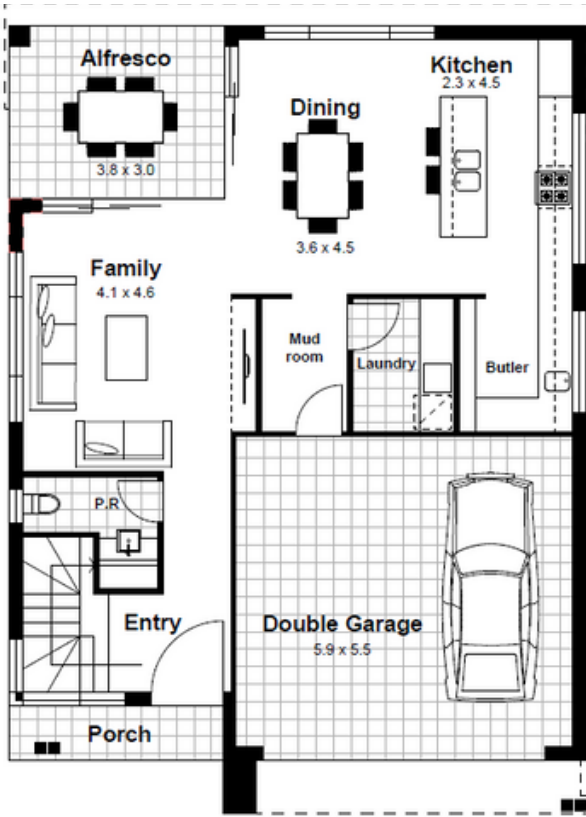 Alfresco
3.8 x 3.0
Kitchen
2.3 x 4.5
Dining
3.6 x 4.5
Family
4.1 x 4.6
Mud
room
Laundry
Butler
P.R
Entry
Double Garage
5.9 x 5.5
Porch